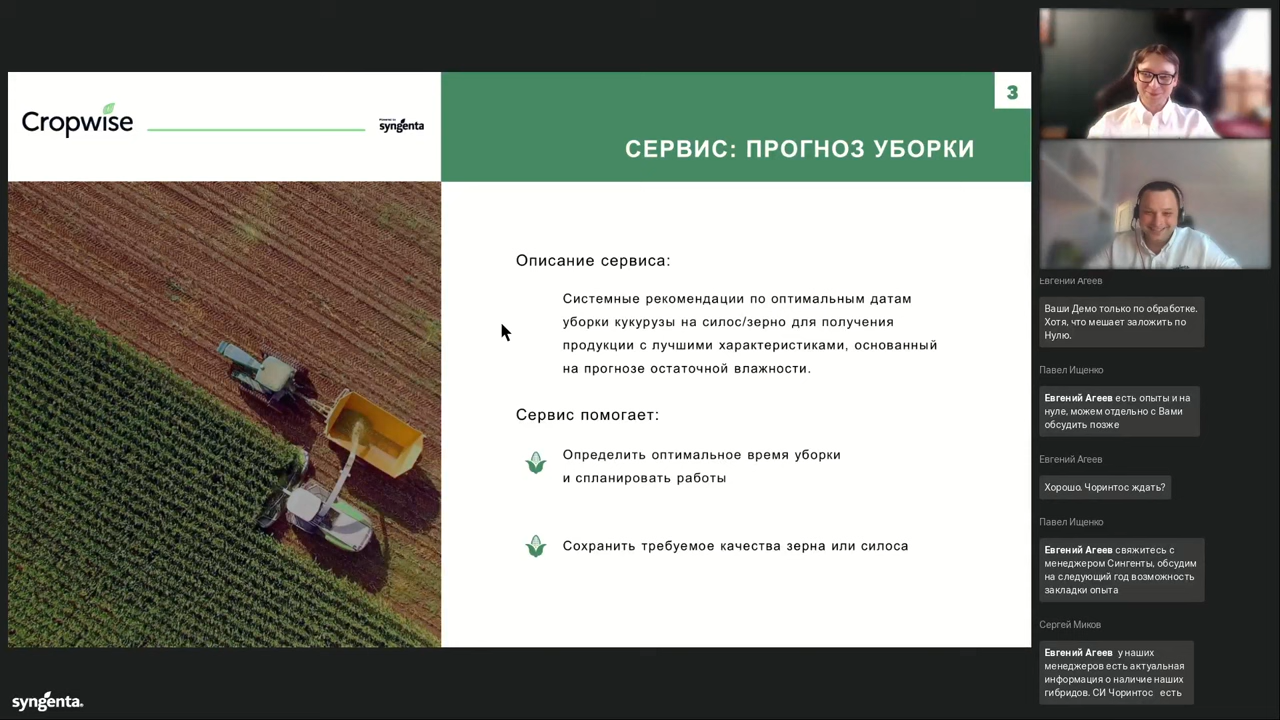 Cropwise
syngenta
3
СЕРВИС: ПРОГНОЗ УБОРКИ
Описание сервиса:
Системные рекомендации по оптимальным датам
уборки кукурузы на силос/зерно для получения
продукции с лучшими характеристиками, основанный
на прогнозе остаточной влажности.
Сервис помогает:
Определить оптимальное время уборки
и спланировать работы
Сохранить требуемое качества зерна или силоса
Евгений Агеев
Ваши Демо только по обработке.
Хотя, что мешает заложить по
Нулю.
Павел Ищенко
Евгений Агеев есть опыты и на
нуле, можем отдельно с Вами
обсудить позже
Евгений Агеев
Хорошо. Чоринтос ждать?
Павел Ищенко
Евгений Агеев свяжитесь с
менеджером Сингенты, обсудим
на следующий год возможность
закладки опыта
Сергей Миков
Евгений Агеев у наших
менеджеров есть актуальная
информация о наличие наших
гибридов. СИ Чоринтос есть
syngenta.